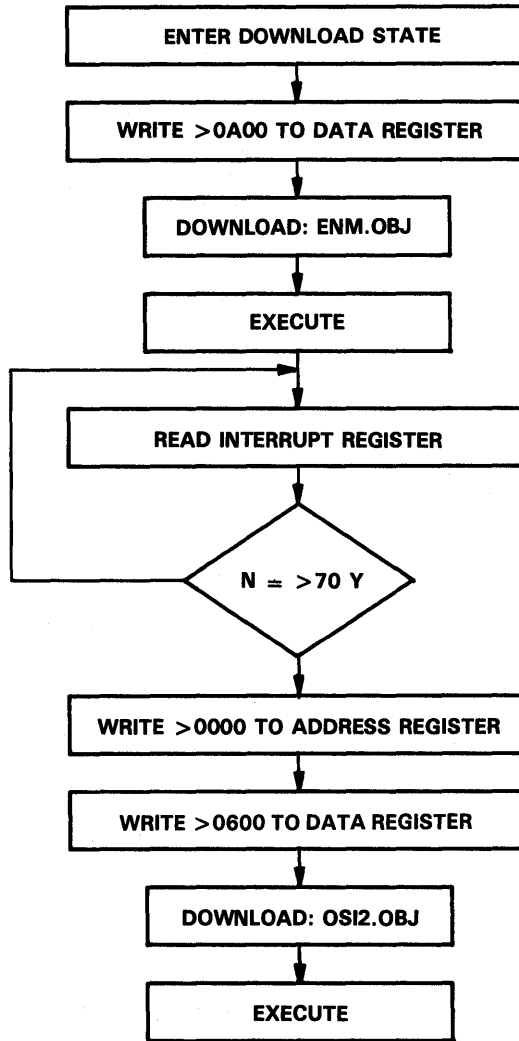 ENTER DOWNLOAD STATE
WRITE >0A00 TO DATA REGISTER
DOWNLOAD: ENM.OBJ
EXECUTE
READ INTERRUPT REGISTER
N = >70 Y
WRITE >0000 TO ADDRESS REGISTER
WRITE >0600 TO DATA REGISTER
DOWNLOAD: OSI2.OBJ
EXECUTE